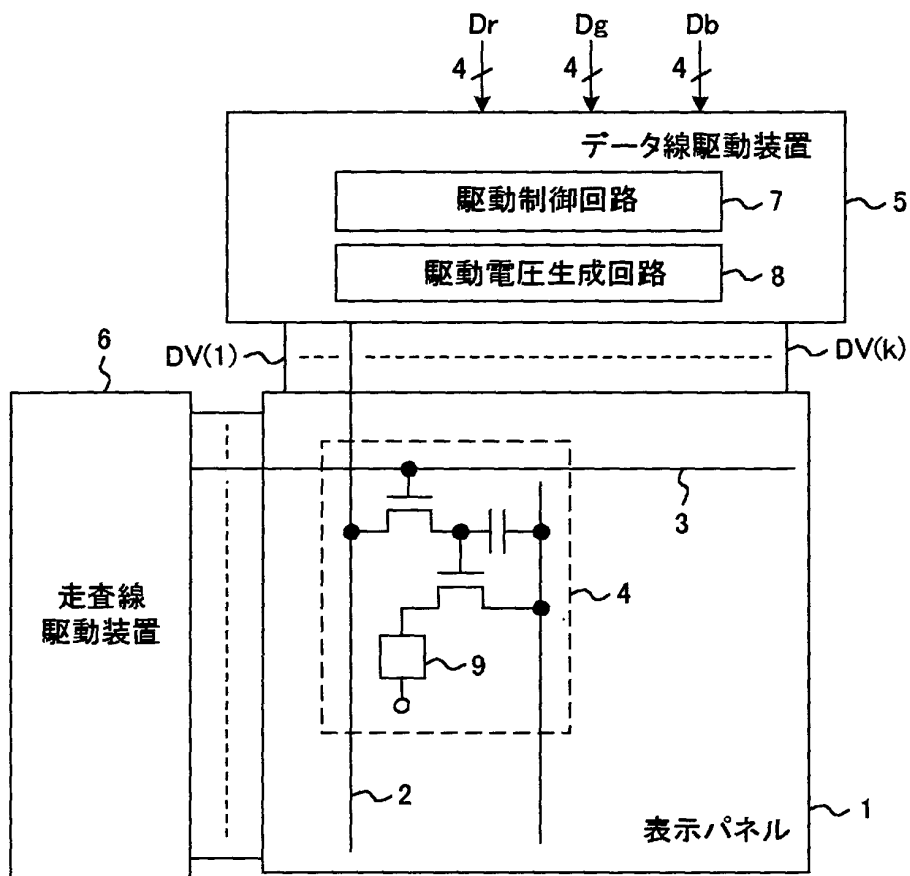 Dr Dg Db
4 4 4
データ線駆動装置
駆動制御回路
7
5
駆動電圧生成回路
8
6
DV(1)
DV(k)
3
走査線
駆動装置
4
9
2
1
表示パネル